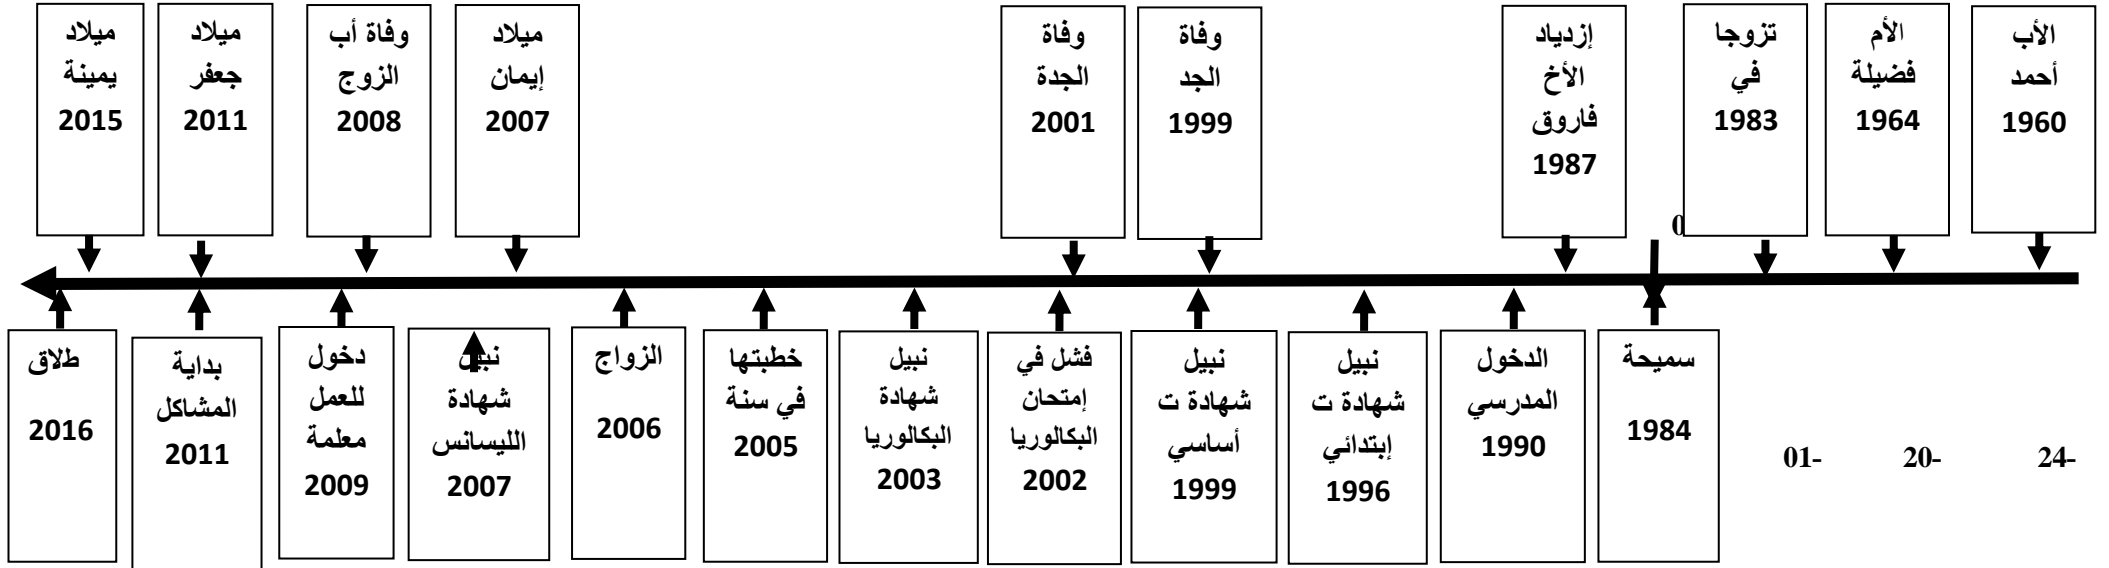 الأب
أحمد
1960
الأم
فضيلة
1964
تزوجا
في
1983
إزدياد
الأخ
فاروق
1987
وفاة
الجد
1999
وفاة
الجدة
2001
ميلاد
إيمان
2007
وفاة أب
الزوج
2008
ميلاد
جعفر
2011
ميلاد
يمينة
2015
0
24-
20-
01-
سميحة
1984
الدخول
المدرسي
1990
نبيل
شهادة ت
إبتدائي
1996
نبيل
شهادة ت
أساسي
1999
فشل في
إمتحان
البكالوريا
2002
نبيل
شهادة
البكالوريا
2003
خطبتها
في سنة
2005
الزواج
2006
نبيل
شهادة
الليسانس
2007
دخول
للعمل
معلمة
2009
بداية
المشاكل
2011
طلاق
2016